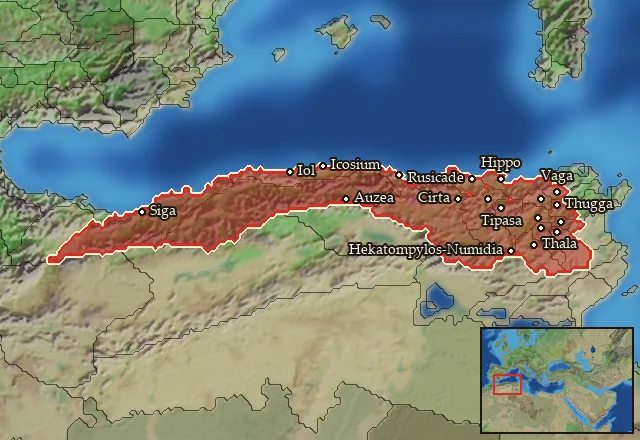 Hippo
Iol
Icosium
Rusicade
Vaga
Siga
Auzea
Cirta
Thugga
Tipasa
Hekatompylos-Numidia
Thala